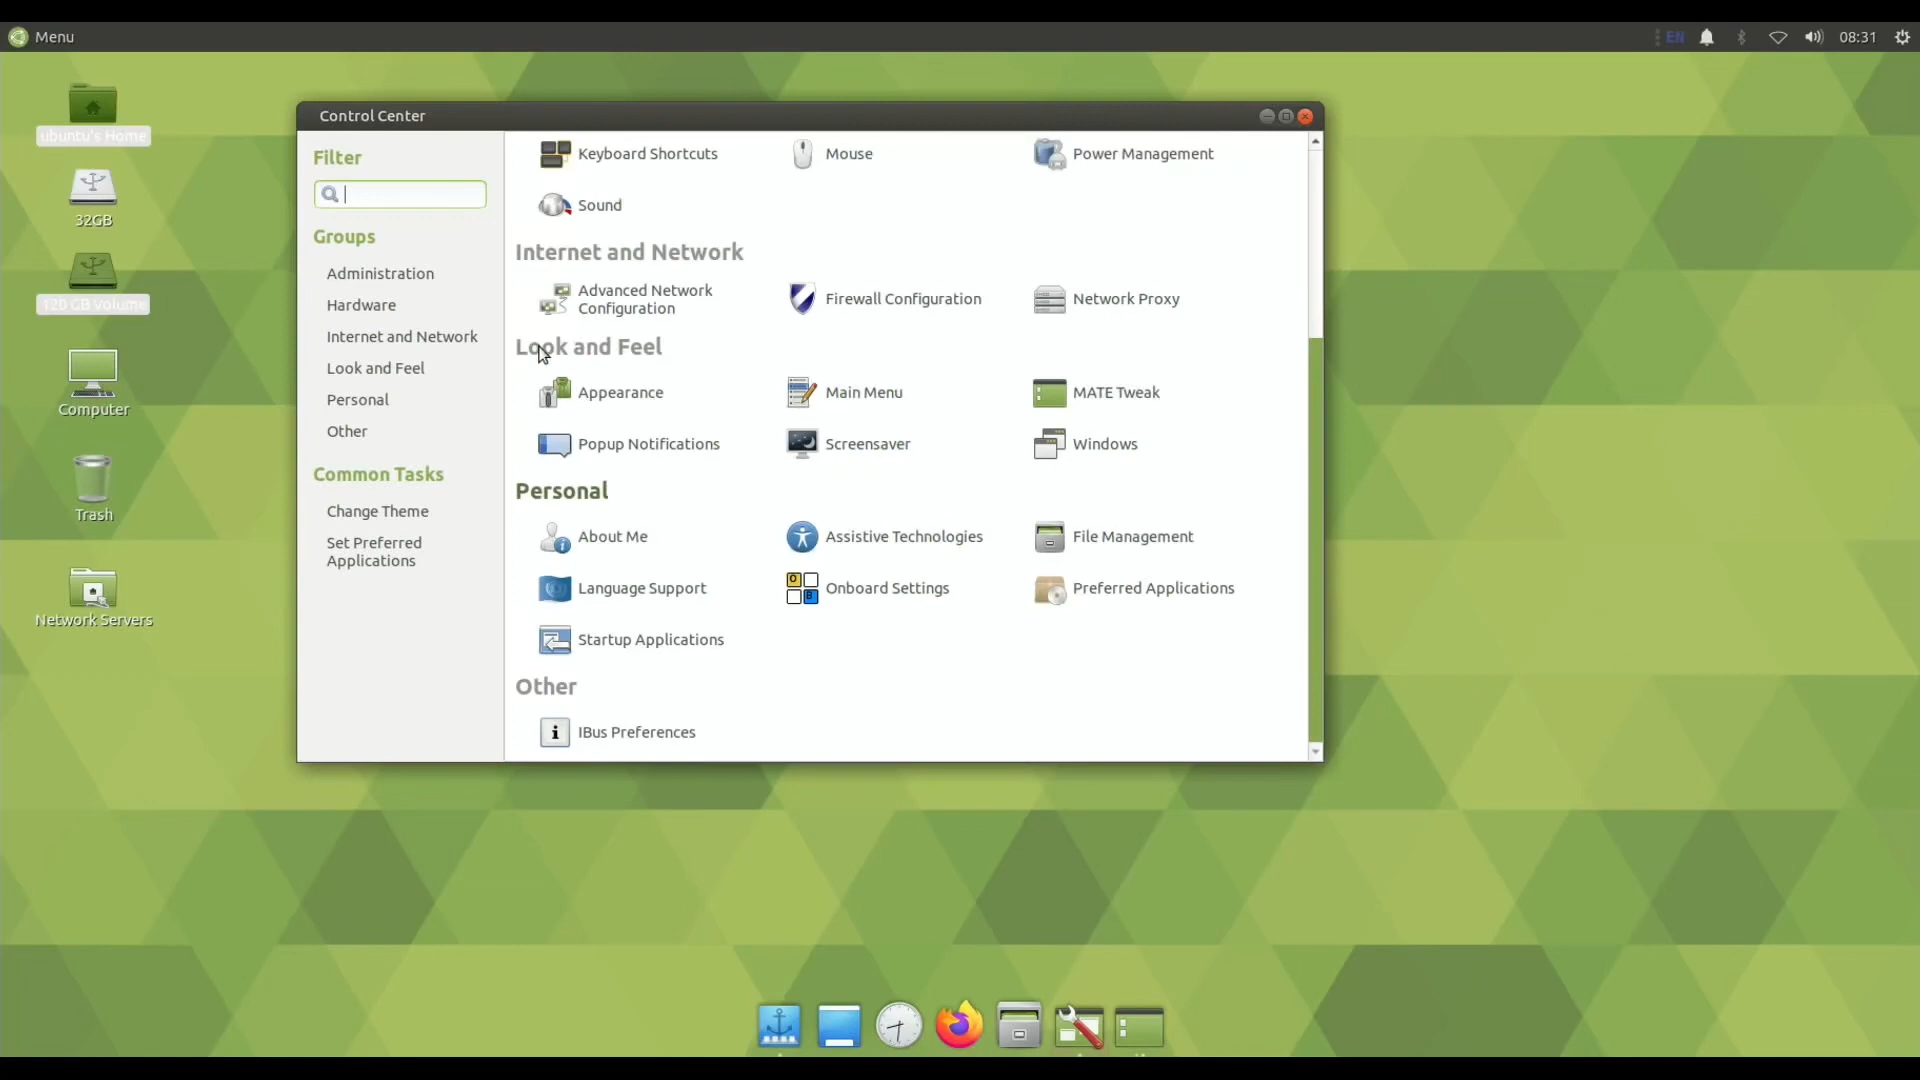 Menu
EN
08:31
ubuntu's Home
32GB
120 GB Volume
Computer
Trash
Network Servers
Control Center
Filter
Groups
Administration
Hardware
Internet and Network
Look and Feel
Personal
Other
Common Tasks
Change Theme
Set Preferred
Applications
Keyboard Shortcuts
Mouse
Power Management
Sound
Internet and Network
Advanced Network
Configuration
Firewall Configuration
Network Proxy
Look and Feel
Appearance
Main Menu
MATE Tweak
Popup Notifications
Screensaver
Windows
Personal
About Me
Assistive Technologies
File Management
Language Support
Onboard Settings
Preferred Applications
Startup Applications
Other
IBus Preferences